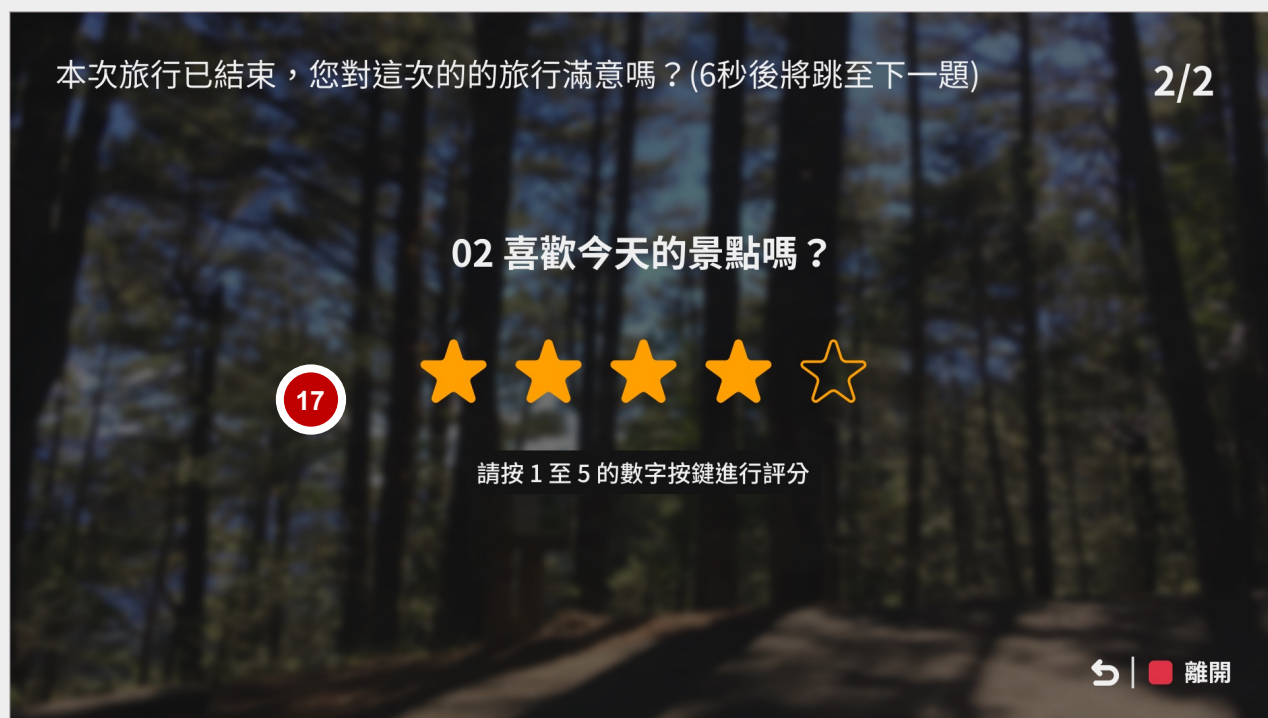 本次旅行已結束，您對這次的的旅行滿意嗎？(6秒後將跳至下一題)
2/2
02 喜歡今天的景點嗎？
17
請按 1 至 5 的數字按鍵進行評分
離開